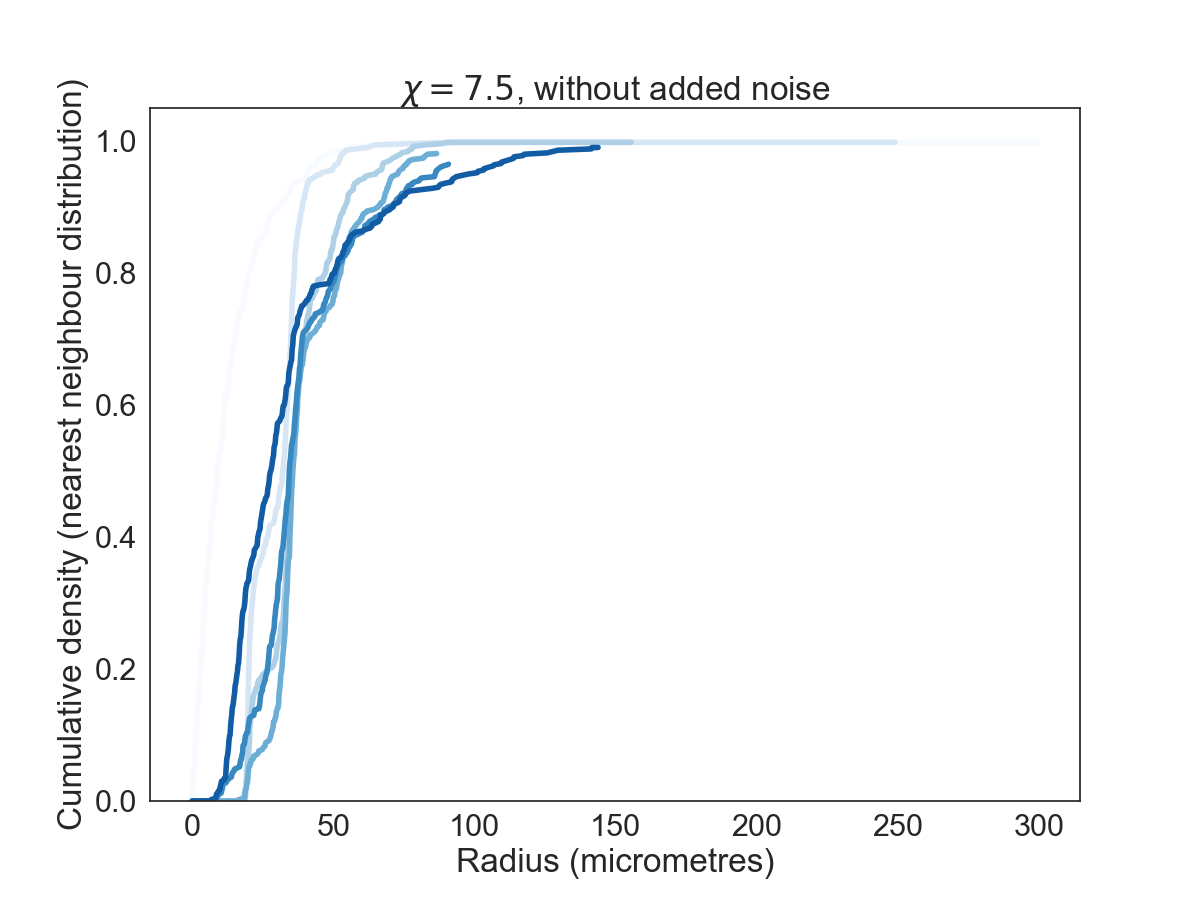 χ = 7.5, without added noise
Cumulative density (nearest neighbour distribution)
1.0
0.8
0.6
0.4
0.2
0.0
0 50 100 150 200 250 300
Radius (micrometres)